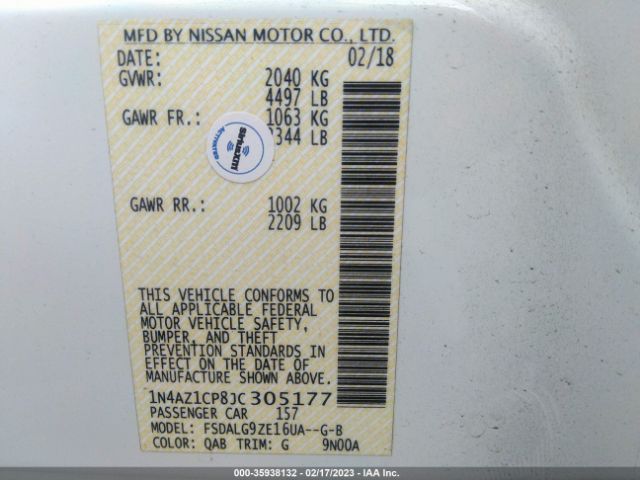 MFD BY NISSAN MOTOR CO., LTD.
DATE: 02/18
GVWR: 2040 KG
4497 LB
GAWR FR.: 1063 KG
344 LB
siriusxm
ACTIVATED
GAWR RR.: 1002 KG
2209 LB
THIS VEHICLE CONFORMS TO
ALL APPLICABLE FEDERAL
MOTOR VEHICLE SAFETY,
BUMPER, AND THEFT
PREVENTION STANDARDS IN
EFFECT ON THE DATE OF
MANUFACTURE SHOWN ABOVE.
1N4AZ1CP8JC305177
PASSENGER CAR 157
MODEL: FSDALG9ZE16UA--G-B
COLOR: QAB TRIM: G 9N00A
000-35938132 - 02/17/2023 - IAA Inc.